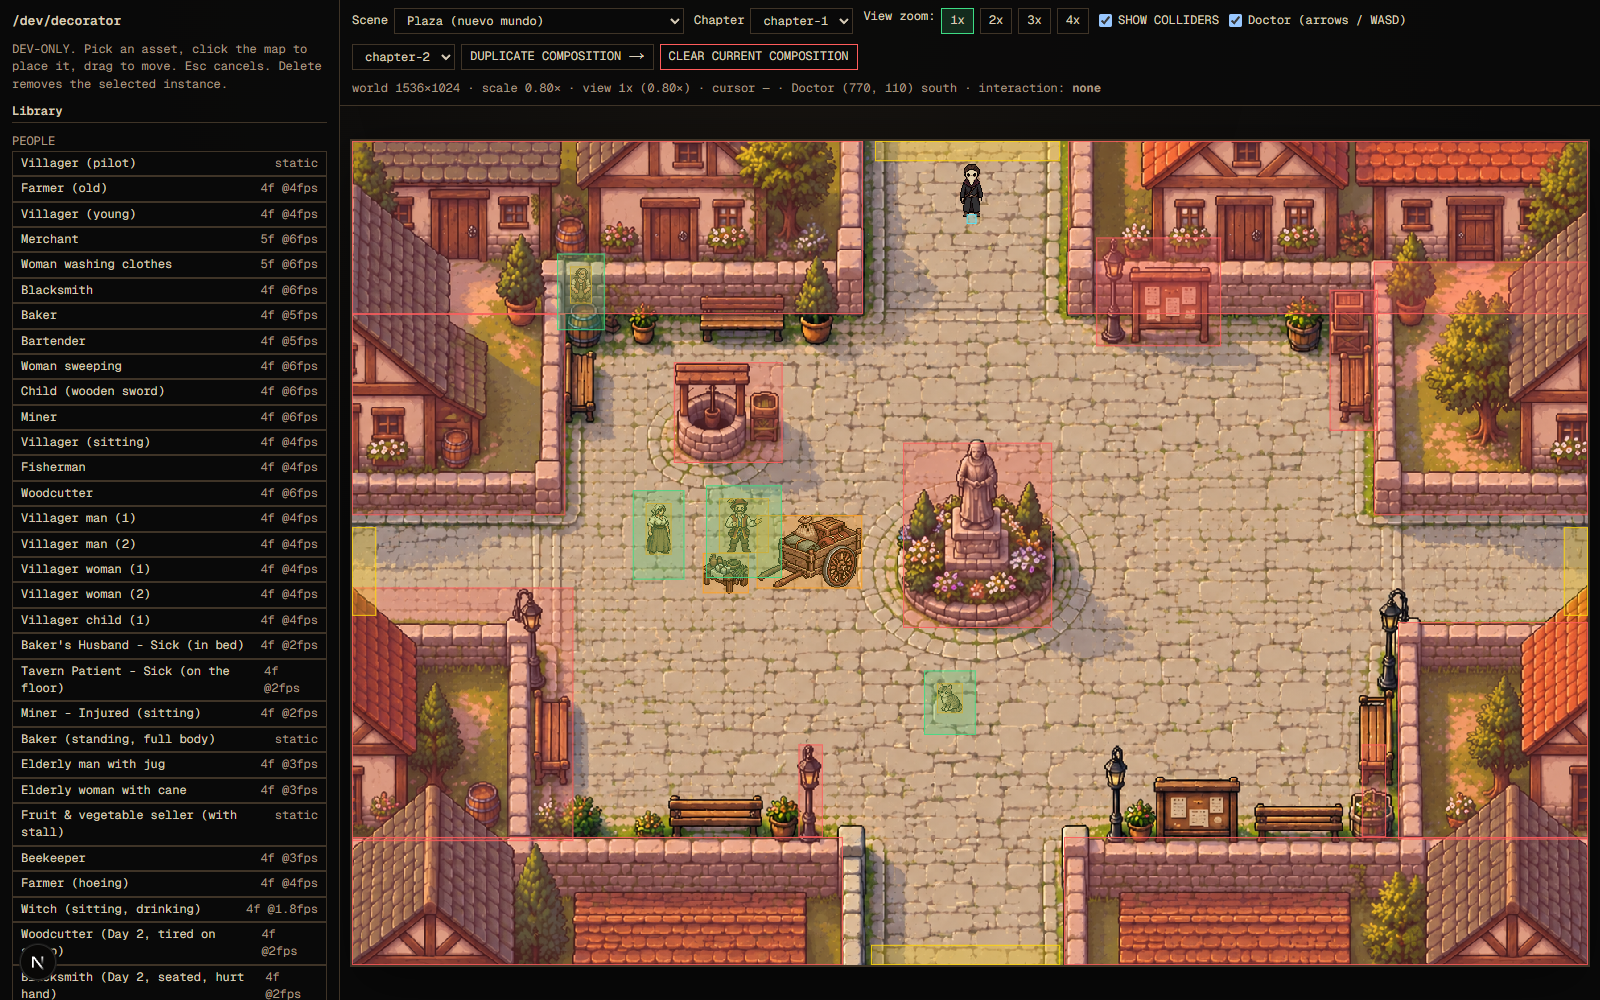 /dev/decorator
DEV-ONLY. Pick an asset, click the map to
place it, drag to move. Esc cancels. Delete
removes the selected instance.
Library
PEOPLE
Villager (pilot) static
Farmer (old) 4f @4fps
Villager (young) 4f @4fps
Merchant 5f @6fps
Woman washing clothes 5f @6fps
Blacksmith 4f @6fps
Baker 4f @5fps
Bartender 4f @5fps
Woman sweeping 4f @6fps
Child (wooden sword) 4f @6fps
Miner 4f @6fps
Villager (sitting) 4f @4fps
Fisherman 4f @4fps
Woodcutter 4f @6fps
Villager man (1) 4f @4fps
Villager man (2) 4f @4fps
Villager woman (1) 4f @4fps
Villager woman (2) 4f @4fps
Villager child (1) 4f @4fps
Baker's Husband - Sick (in bed) 4f @2fps
Tavern Patient - Sick (on the floor) 4f @2fps
Miner - Injured (sitting) 4f @2fps
Baker (standing, full body) static
Elderly man with jug 4f @3fps
Elderly woman with cane 4f @3fps
Fruit & vegetable seller (with stall) static
Beekeeper 4f @3fps
Farmer (hoeing) 4f @4fps
Witch (sitting, drinking) 4f @1.8fps
Woodcutter (Day 2, tired on 4f @2fps
(Day 2, seated, hurt hand) 4f @2fps
N
Scene Plaza (nuevo mundo) Chapter chapter-1 View zoom: 1x 2x 3x 4x SHOW COLLIDERS Doctor (arrows / WASD)
chapter-2 DUPLICATE COMPOSITION → CLEAR CURRENT COMPOSITION
world 1536×1024 · scale 0.80× · view 1x (0.80×) · cursor — · Doctor (770, 110) south · interaction: none